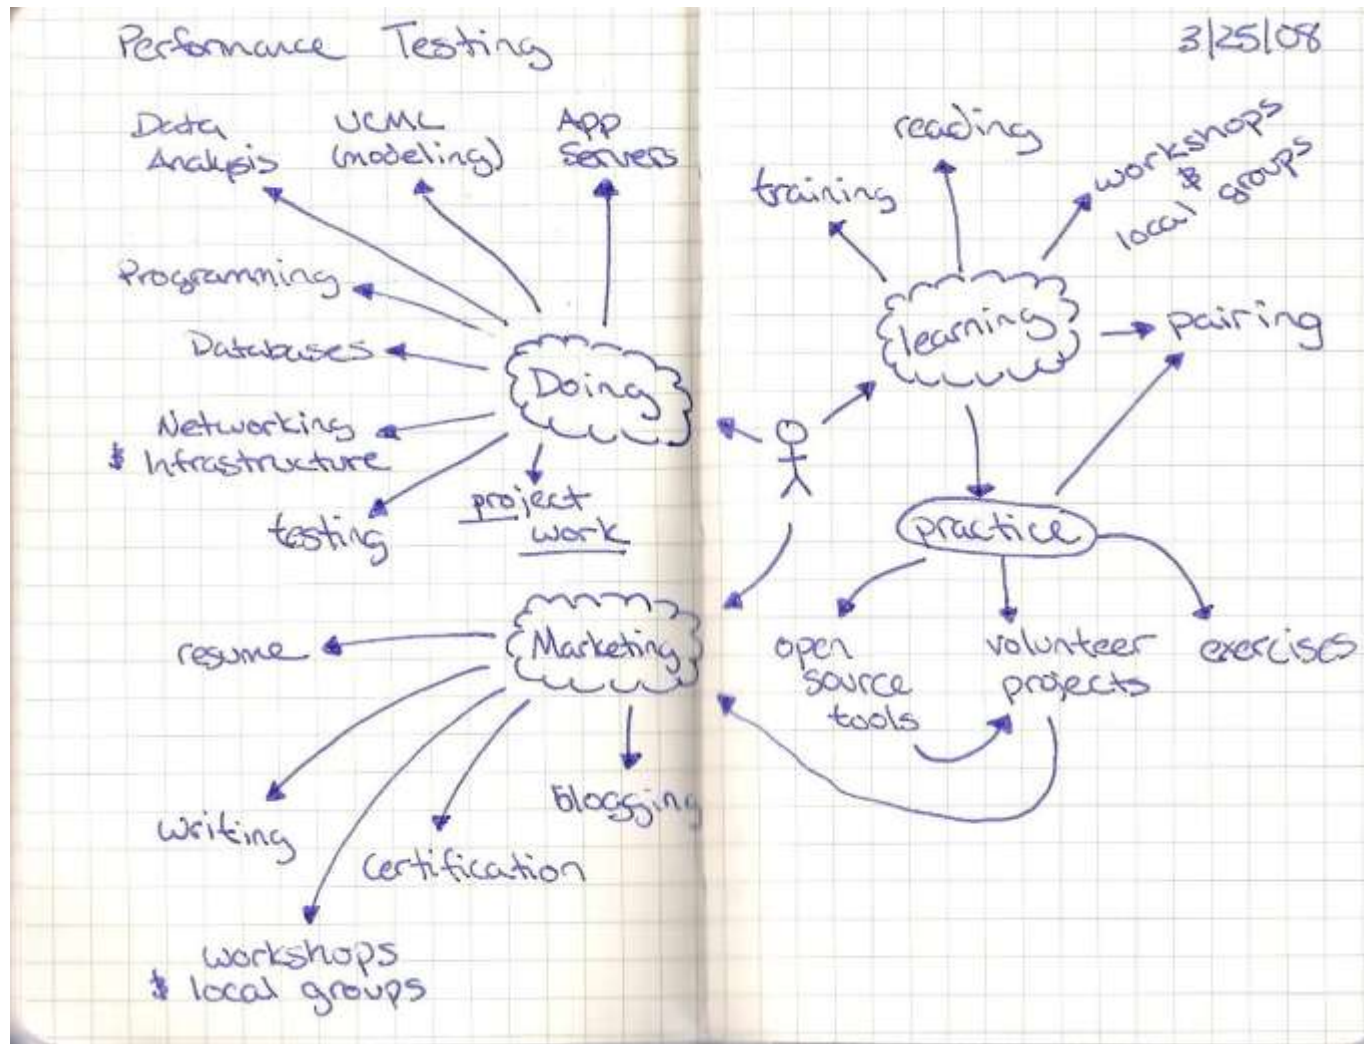 Performance Testing
3/25/08
Data
Analysis
UCML
(modeling)
App
Servers
Programming
Databases
Networking
& Infrastructure
testing
project
work
Doing
reading
training
workshops
&
local groups
learning
pairing
practice
open
source
tools
volunteer
projects
exercises
Marketing
resume
writing
workshops
& local groups
certification
blogging